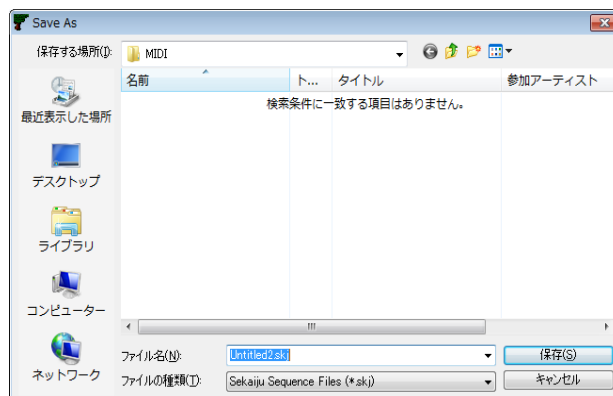 Save As
保存する場所(I):
MIDI
名前
ト...
タイトル
参加アーティスト
検索条件に一致する項目はありません。
最近表示した場所
デスクトップ
ライブラリ
コンピューター
ネットワーク
ファイル名(N):
Untitled2.skj
保存(S)
ファイルの種類(T):
Sekaiju Sequence Files (*.skj)
キャンセル